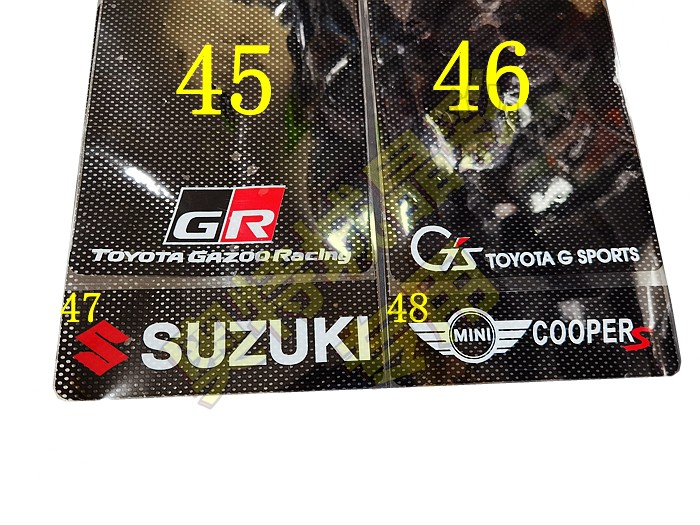 45
46
GR
TOYOTA GAZOO Racing
G's TOYOTA G SPORTS
47
SUZUKI
48
MINI
COOPER S